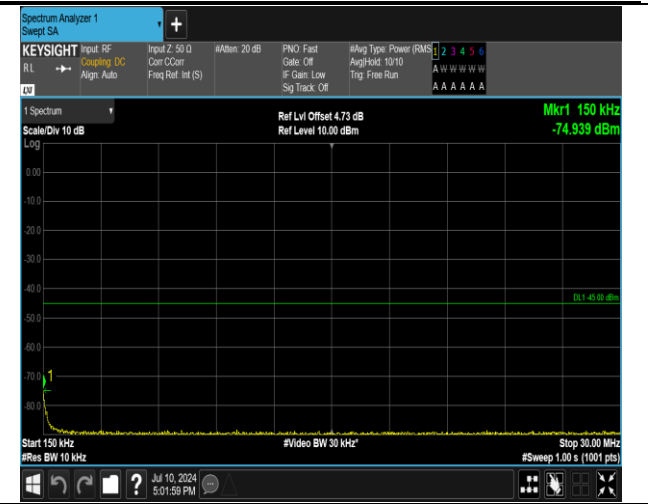 Spectrum Analyzer 1
Swept SA
+
KEYSIGHT
RL
LXI
Input: RF
Coupling: DC
Align: Auto
Input Z: 50 Ω
Corr CCorr
Freq Ref: Int (S)
#Atten: 20 dB
PNO: Fast
Gate: Off
IF Gain: Low
Sig Track: Off
#Avg Type: Power (RMS
Avg|Hold: 10/10
Trig: Free Run
1 2 3 4 5 6
A W W W W W
A A A A A A
1 Spectrum
Scale/Div 10 dB
Log
Ref Lvl Offset 4.73 dB
Ref Level 10.00 dBm
Mkr1 150 kHz
-74.939 dBm
0.00
-10.0
-20.0
-30.0
-40.0
DL1 -45.00 dBm
-50.0
-60.0
-70.0
1
-80.0
Start 150 kHz
#Res BW 10 kHz
#Video BW 30 kHz*
Stop 30.00 MHz
#Sweep 1.00 s (1001 pts)
?
Jul 10, 2024
5:01:59 PM